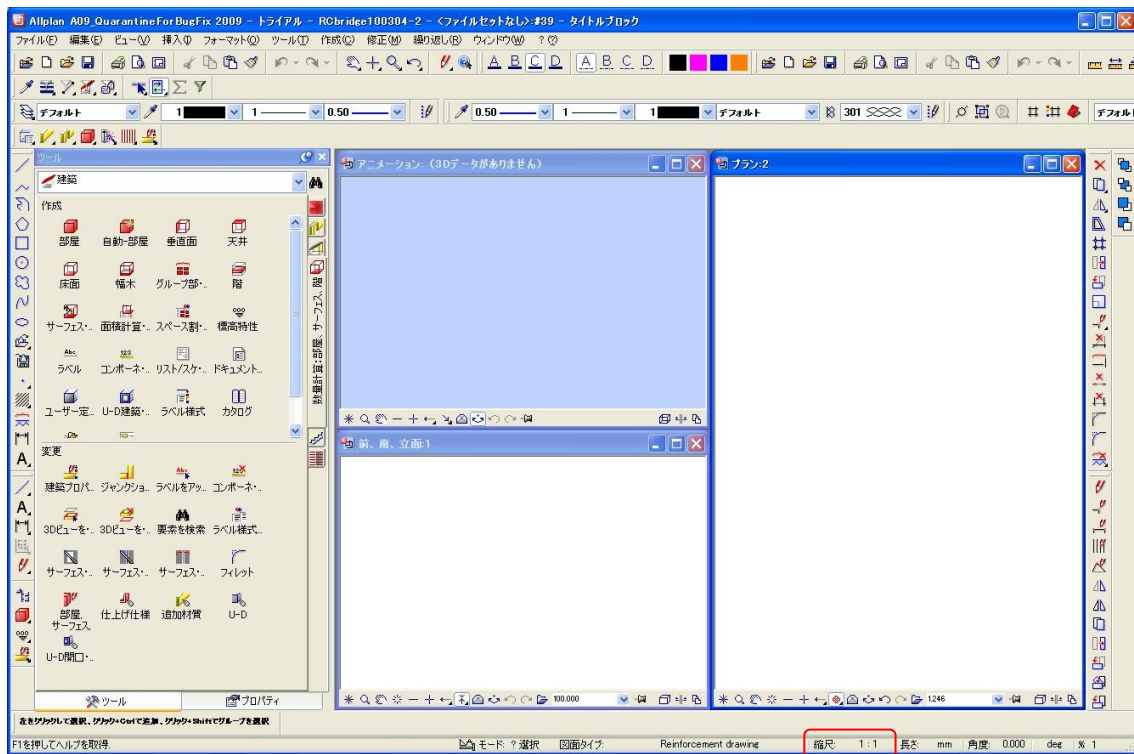 Allplan A09_QuarantineForBugFix 2009 - トライアル - RCbridge100304-2 - <ファイルセットなし>:#39 - タイトルブロック
ファイル(F) 編集(E) ビュー(V) 挿入(I) フォーマット(O) ツール(T) 作成(C) 修正(M) 繰り返し(R) ウィンドウ(W) ?(2)
A B C D A B C D
デフォルト 1 1 0.50 0.50 1 1 デフォルト 301 デフォルト
ツール
建築
作成
部屋 自動-部屋 垂直面 天井
床面 幅木 グループ部・.. 階
サーフェス・.. 面積計算・.. スペース割・.. 標高特性
Abc 123
ラベル コンポーネ・.. リスト/スケ・.. ドキュメント..
ユーザー定.. U-D建築・.. ラベル様式 カタログ
数量計算:部屋、サーフェス、階
変更
建築プロパ.. ジャンクショ.. ラベルをアッ.. コンポーネ・..
3Dビューを・.. 3Dビューを・.. 要素を検索 ラベル様式..
サーフェス・.. サーフェス・.. サーフェス・.. フィレット
部屋, サーフェス 仕上げ仕様 追加材質 U-D
U-D開口・..
ツール プロパティ
アニメーション: (3Dデータがありません)
前、南、立面:1
100.000
プラン:2
1.246
左をクリックして選択、クリック+Ctrlで追加、クリック+Shiftでグループを選択
F1を押してヘルプを取得. モード: ?選択 図面タイプ: Reinforcement drawing 縮尺: 1 : 1 長さ: mm 角度: 0.000 deg % 1